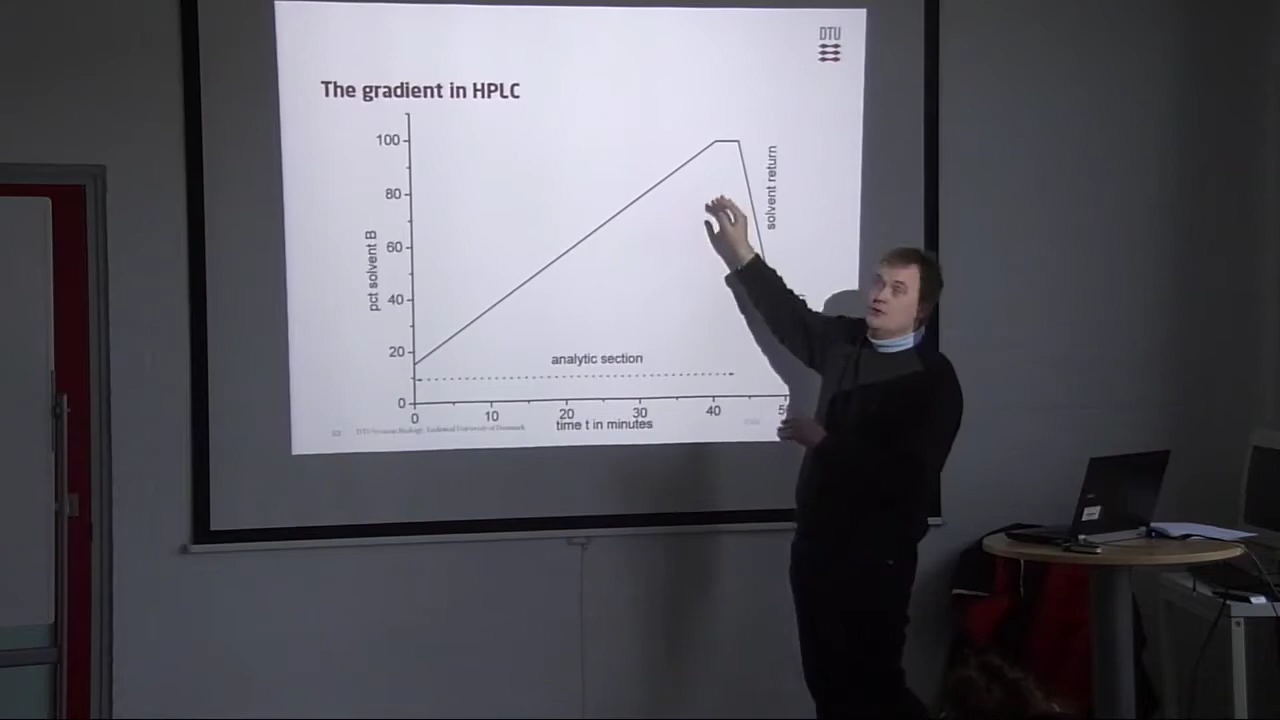 DTU
The gradient in HPLC
100
80
60
40
20
0
pct solvent B
solvent return
analytic section
0
10
20
30
40
time t in minutes
DTU Systems Biology, Technical University of Denmark